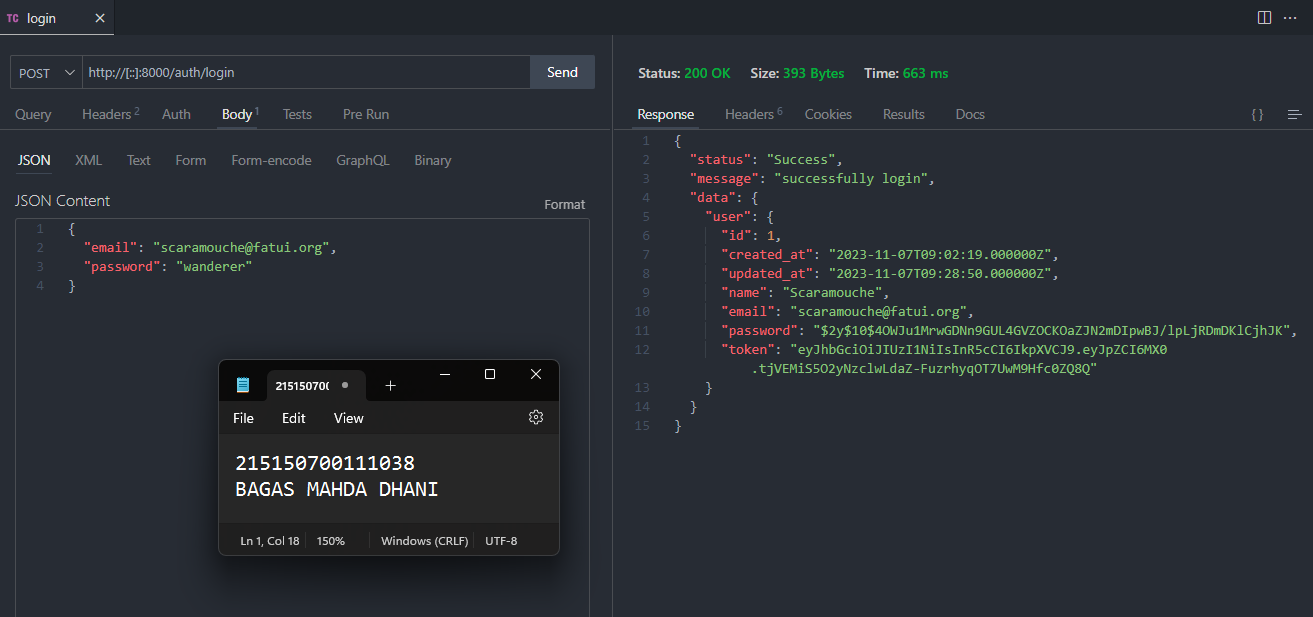 TC login
POST http://[::]:8000/auth/login Send
Query Headers 2 Auth Body 1 Tests Pre Run
JSON XML Text Form Form-encode GraphQL Binary
JSON Content
Format
1 {
2 "email": "scaramouche@fatui.org",
3 "password": "wanderer"
4 }
215150700
File Edit View
215150700111038
BAGAS MAHDA DHANI
Ln 1, Col 18 150% Windows (CRLF) UTF-8
Status: 200 OK Size: 393 Bytes Time: 663 ms
Response Headers 6 Cookies Results Docs {}
1 {
2 "status": "Success",
3 "message": "successfully login",
4 "data": {
5 "user": {
6 "id": 1,
7 "created_at": "2023-11-07T09:02:19.000000Z",
8 "updated_at": "2023-11-07T09:28:50.000000Z",
9 "name": "Scaramouche",
10 "email": "scaramouche@fatui.org",
11 "password": "$2y$10$4OWJu1MrwGDNn9GUL4GVZOCKOaZJN2mDIpwBJ/lpLjRDmDKlCjhJK",
12 "token": "eyJhbGciOiJIUzI1NiIsInR5cCI6IkpXVCJ9.eyJpZCI6MX0
.tjVEMiS5O2yNzclwLdaZ-FuzrhyqOT7UwM9Hfc0ZQ8Q"
13 }
14 }
15 }